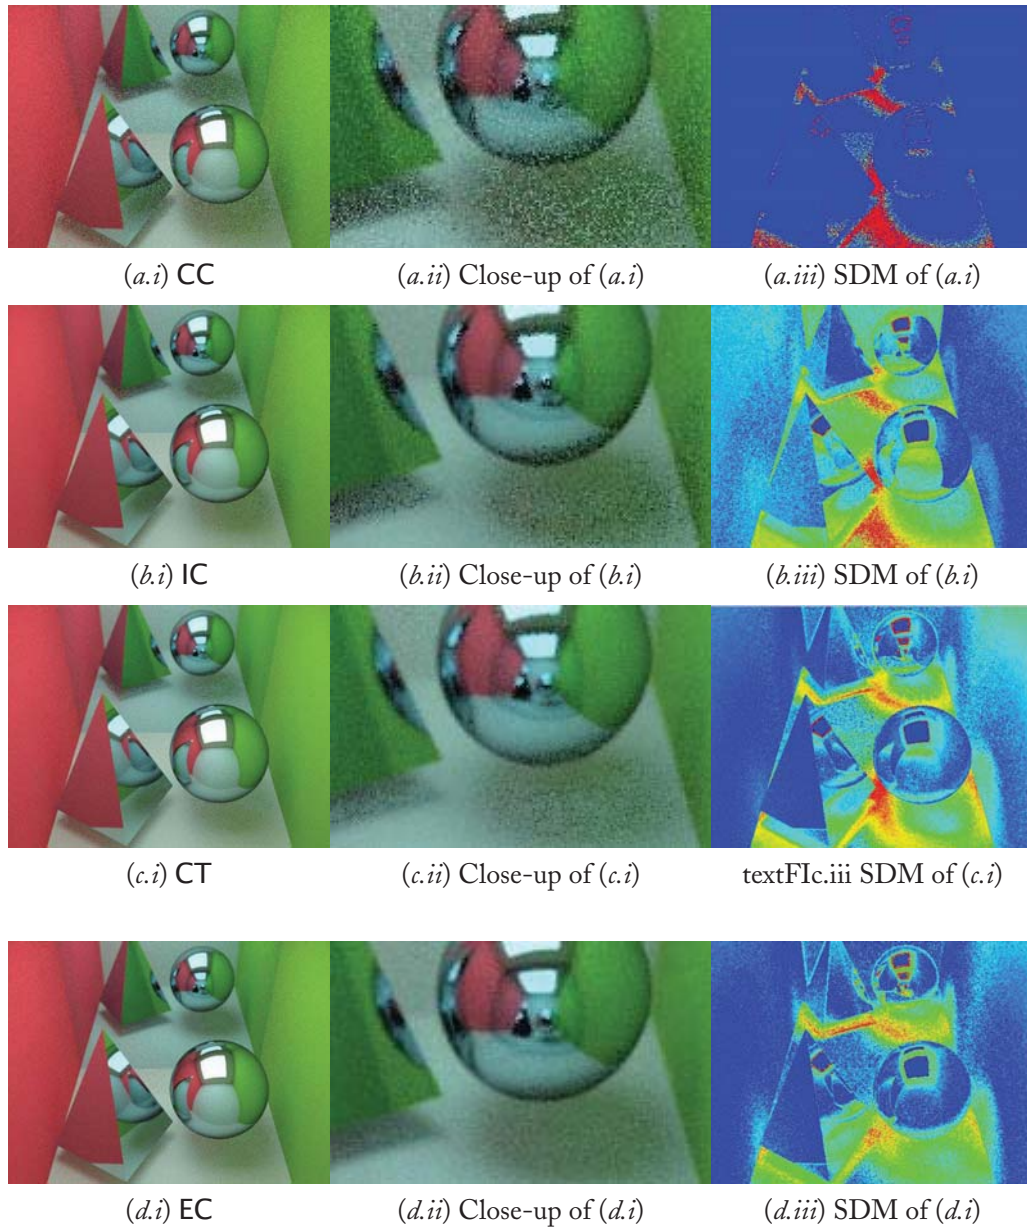 (a.i) CC (a.ii) Close-up of (a.i) (a.iii) SDM of (a.i)
(b.i) IC (b.ii) Close-up of (b.i) (b.iii) SDM of (b.i)
(c.i) CT (c.ii) Close-up of (c.i) textFIc.iii SDM of (c.i)
(d.i) EC (d.ii) Close-up of (d.i) (d.iii) SDM of (d.i)